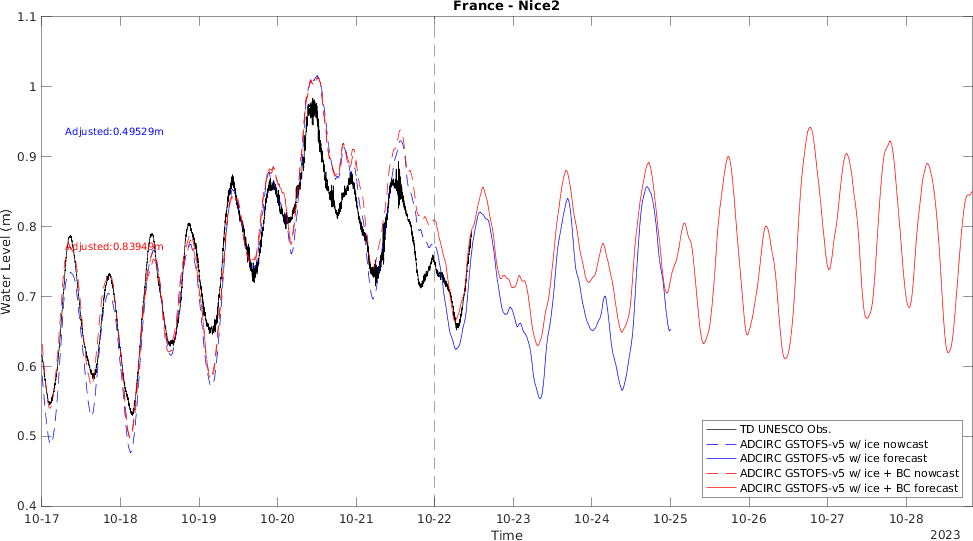 France - Nice2
1.1
1
0.9
0.8
0.7
0.6
0.5
0.4
Water Level (m)
Adjusted:0.49529m
Adjusted:0.83949m
TD UNESCO Obs.
ADCIRC GSTOFS-v5 w/ ice nowcast
ADCIRC GSTOFS-v5 w/ ice forecast
ADCIRC GSTOFS-v5 w/ ice + BC nowcast
ADCIRC GSTOFS-v5 w/ ice + BC forecast
10-17 10-18 10-19 10-20 10-21 10-22 10-23 10-24 10-25 10-26 10-27 10-28
Time
2023